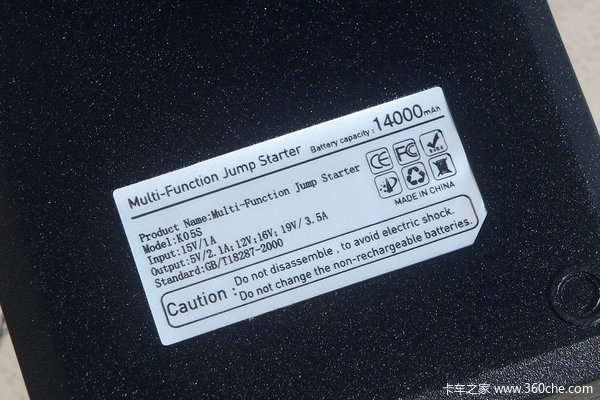 Multi-Function Jump Starter Battery capacity : 14000mAh
Product Name:Multi-Function Jump Starter
Model:K05S
Input:15V/1A
Output:5V/2.1A;12V;16V; 19V/3.5A
Standard:GB/T18287-2000
CE FC
MADE IN CHINA
Caution : Do not disassemble . to avoid electric shock.
Do not change the non-rechargeable batteries.
卡车之家 www.360che.com